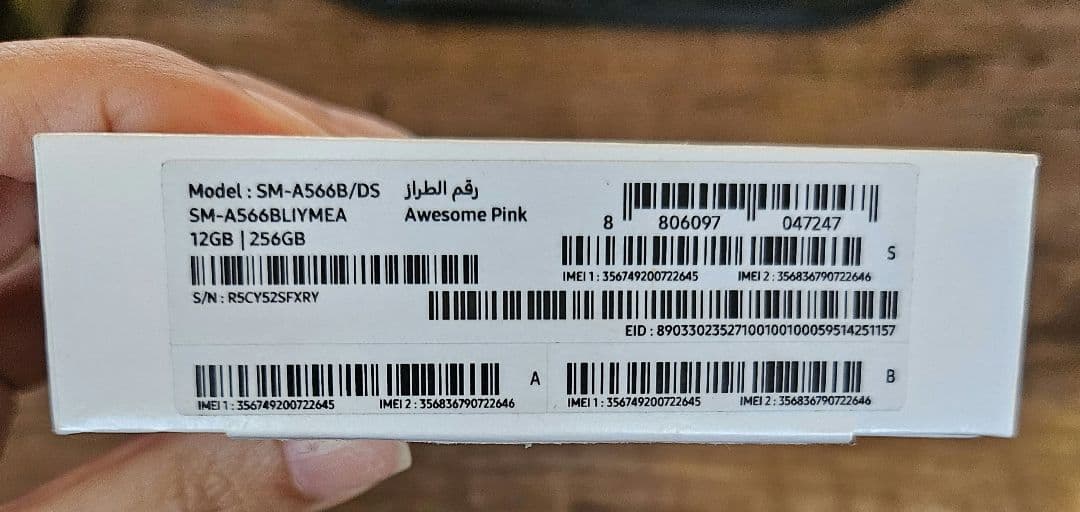 Model : SM-A566B/DS رقم الطراز
SM-A566BLIYMEA Awesome Pink
12GB | 256GB
S/N : R5CY52SFXRY
8 806097 047247
S
IMEI 1 : 356749200722645 IMEI 2 : 356836790722646
EID : 89033023527100100100059514251157
A
IMEI 1 : 356749200722645 IMEI 2 : 356836790722646
B
IMEI 1 : 356749200722645 IMEI 2 : 356836790722646